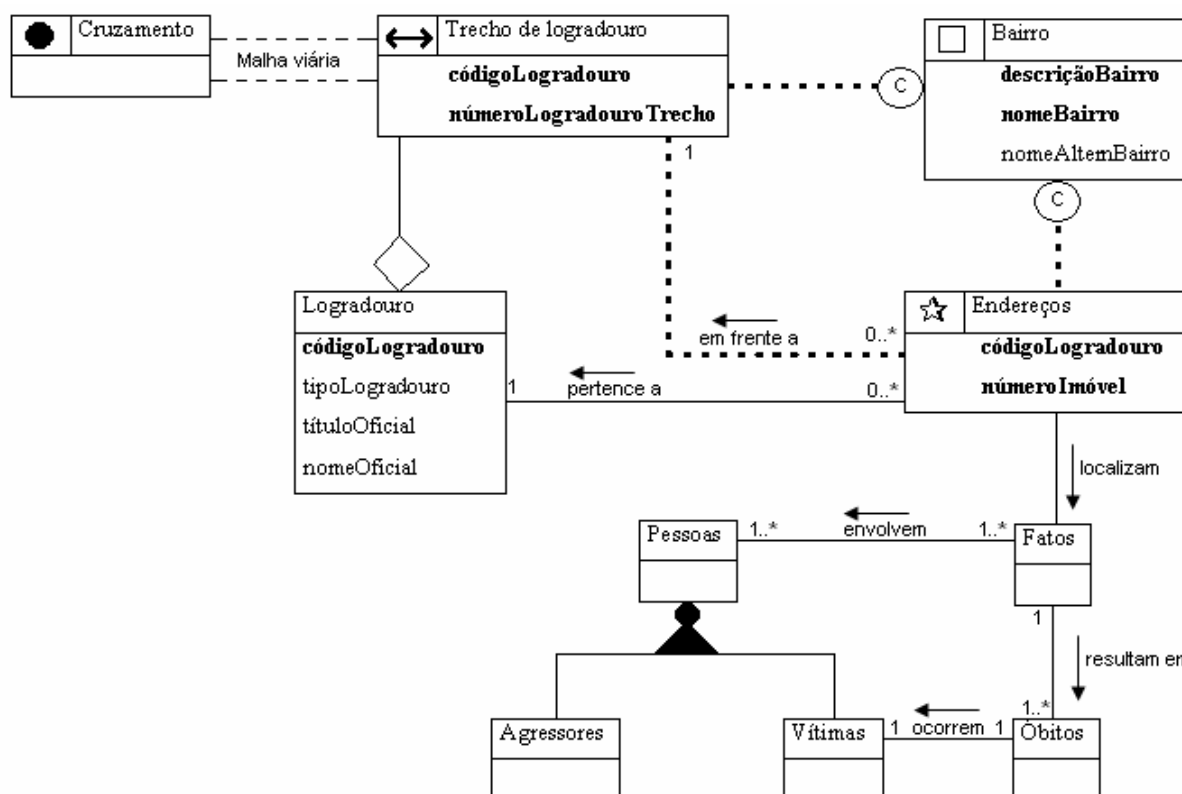 Cruzamento
Malha viária
Trecho de logradouro
códigoLogradouro
númeroLogradouroTrecho
C
Bairro
descriçãoBairro
nomeBairro
nomeAlternBairro
1
C
Logradouro
códigoLogradouro
tipoLogradouro
títuloOficial
nomeOficial
em frente a
0..*
1
pertence a
0..*
Endereços
códigoLogradouro
númeroImóvel
localizam
Pessoas
1..*
envolvem
1..*
Fatos
1
resultam em
1..*
Agressores
Vítimas
1
ocorrem
1
Óbitos